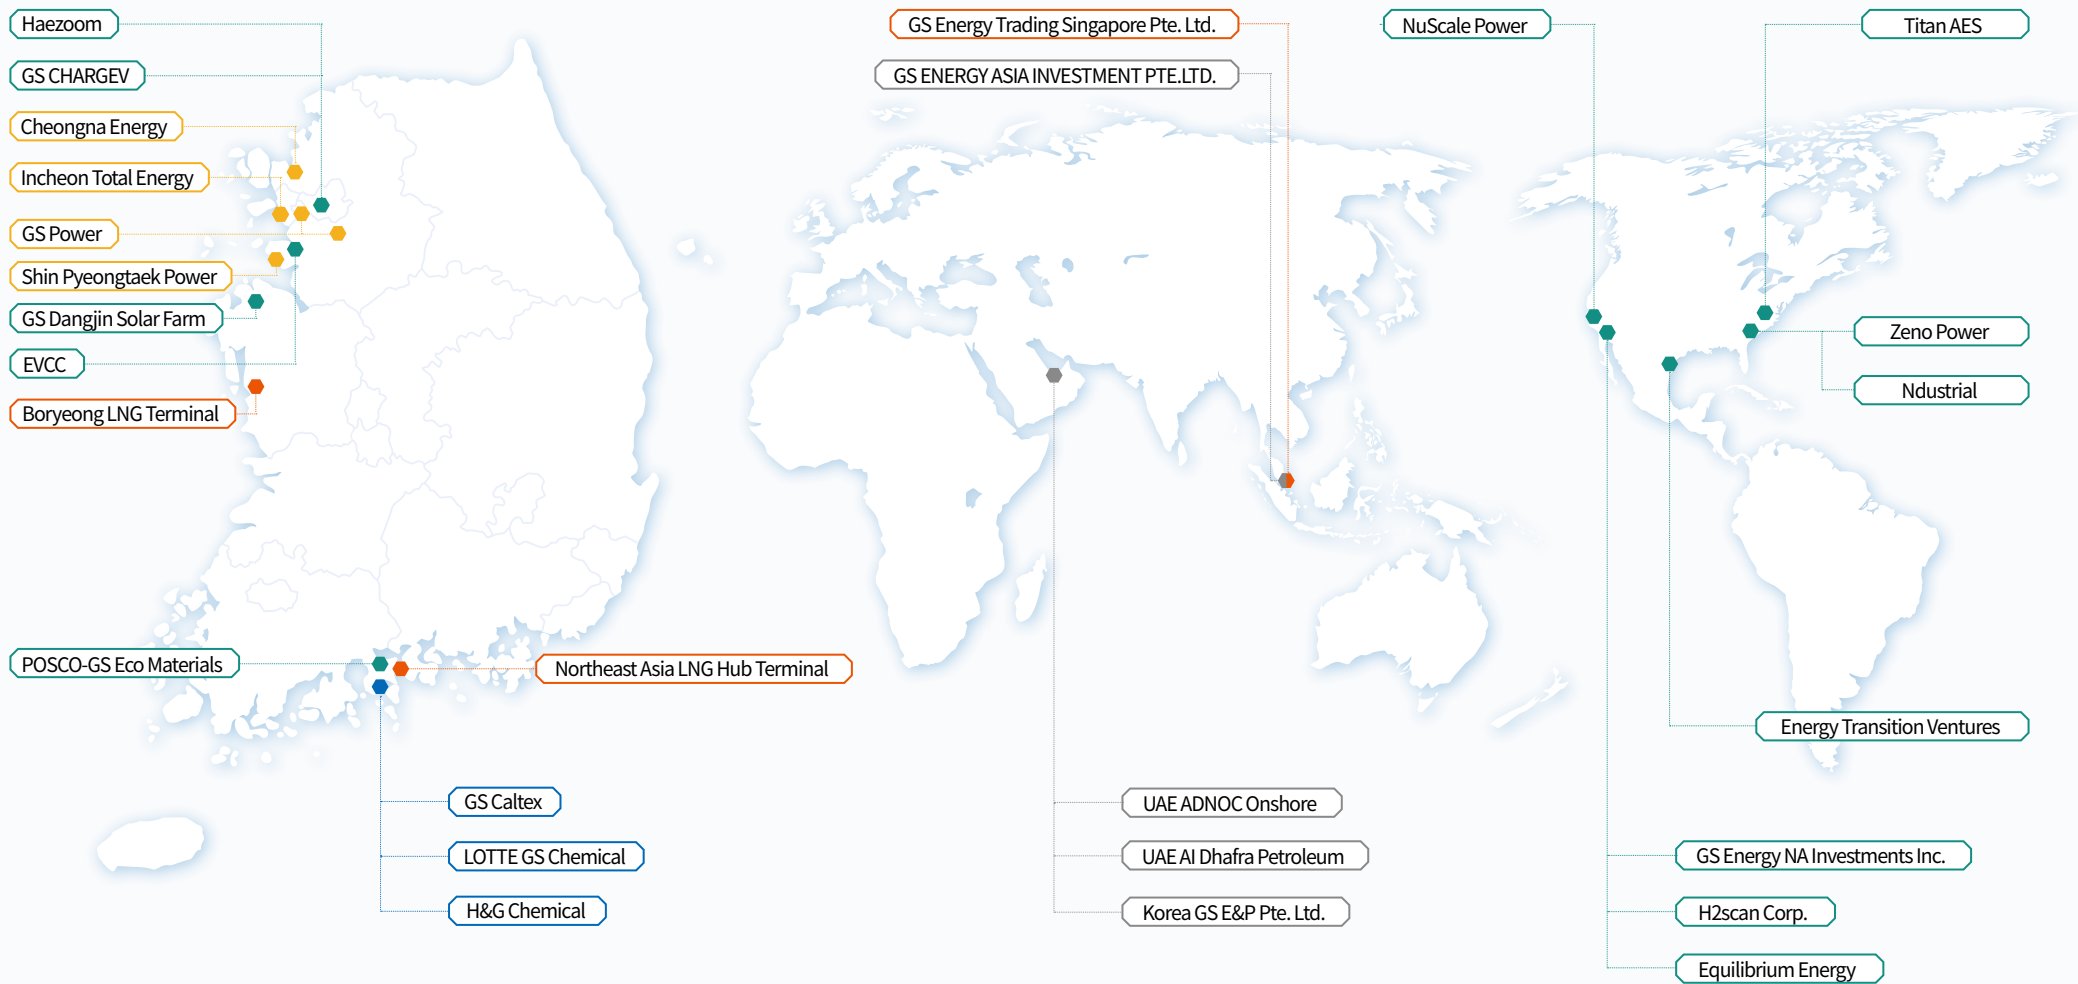 Haezoom
GS CHARGEV
Cheongna Energy
Incheon Total Energy
GS Power
Shin Pyeongtaek Power
GS Dangjin Solar Farm
EVCC
Boryeong LNG Terminal
POSCO-GS Eco Materials
Northeast Asia LNG Hub Terminal
GS Caltex
LOTTE GS Chemical
H&G Chemical
GS Energy Trading Singapore Pte. Ltd.
GS ENERGY ASIA INVESTMENT PTE.LTD.
UAE ADNOC Onshore
UAE AI Dhafra Petroleum
Korea GS E&P Pte. Ltd.
NuScale Power
Titan AES
Zeno Power
Ndustrial
Energy Transition Ventures
GS Energy NA Investments Inc.
H2scan Corp.
Equilibrium Energy